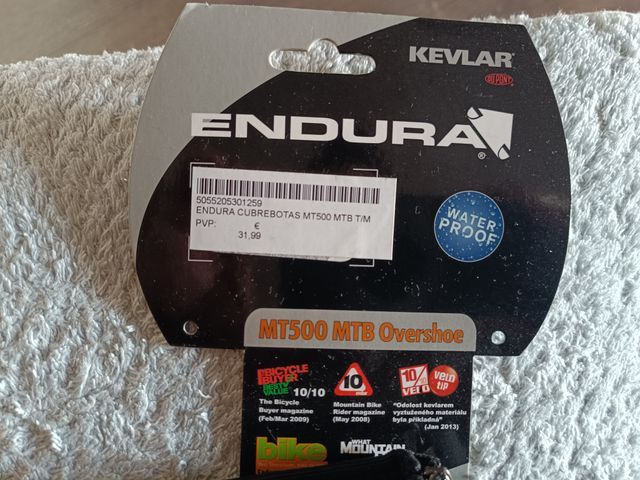 KEVLAR®
DUPONT
ENDURA®
5055205301259
ENDURA CUBREBOTAS MT500 MTB T/M
PVP: €
31,99
WATER-
PROOF
MT500 MTB Overshoe
BICYCLE
BUYER
BEST
VALUE 10/10
The Bicycle
Buyer magazine
(Feb/Mar 2009)
10
Mountain Bike
Rider magazine
(May 2008)
10
VELO
velo
tip
"Odolost kevlarem
vyztuženého materiálu
byla příkladná"
(Jan 2013)
bike
WHAT
MOUNTAIN